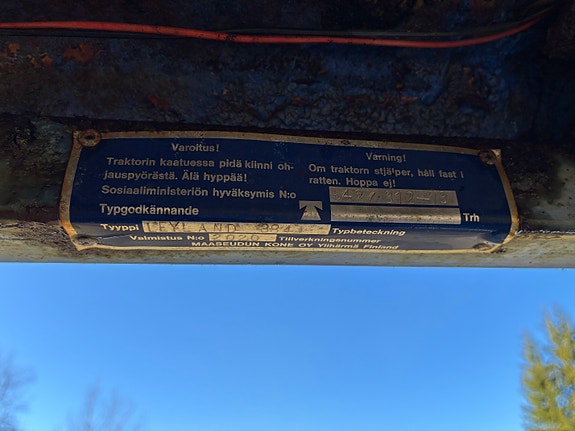 Varoitus!
Traktorin kaatuessa pidä kiinni oh-
jauspyörästä. Älä hyppää!
Varning!
Om traktorn stjälper, håll fast i
ratten. Hoppa ej!
Sosiaaliministeriön hyväksymis N:o
Typgodkännande
Trh
Tyyppi LEYLAND Typbeteckning
Valmistus N:o Tillverkningsnummer
MAASEUDUN KONE OY Ylihärmä Finland